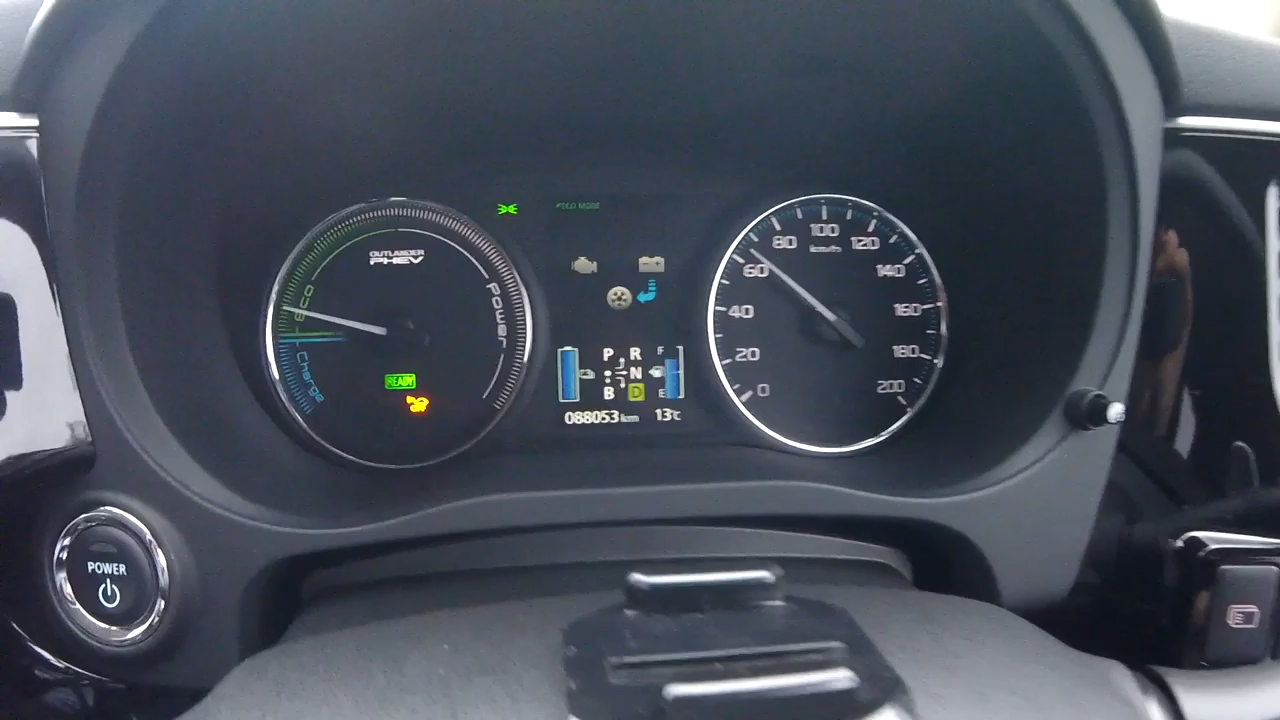 ECO MODE
OUTLANDER
PHEV
Eco
Power
Charge
READY
P R
N
B D
F
E
088053 km 13°C
0
20
40
60
80
100
120
140
160
180
200
km/h
POWER